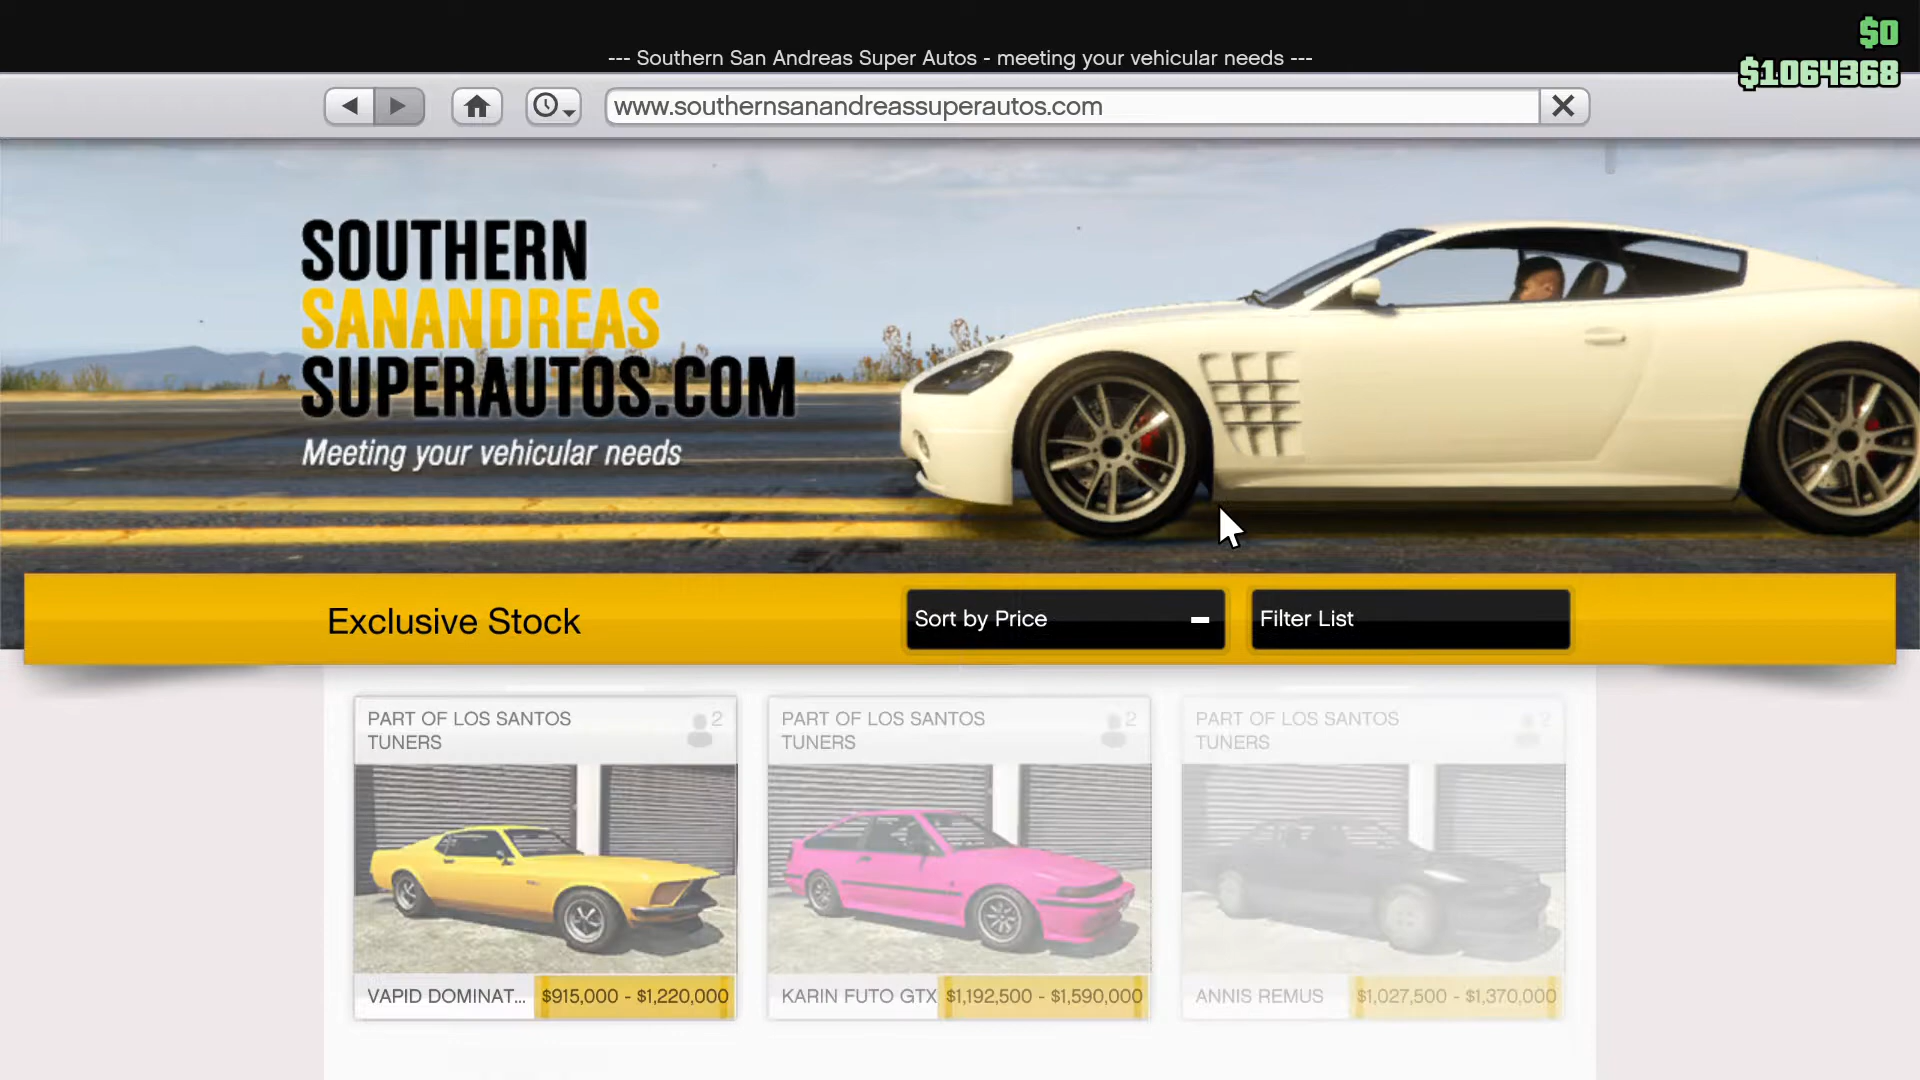 $0
--- Southern San Andreas Super Autos - meeting your vehicular needs ---
$1064368
www.southernsanandreassuperautos.com
SOUTHERN
SANANDREAS
SUPERAUTOS.COM
Meeting your vehicular needs
Exclusive Stock
Sort by Price
Filter List
PART OF LOS SANTOS
TUNERS
2
PART OF LOS SANTOS
TUNERS
2
PART OF LOS SANTOS
TUNERS
2
VAPID DOMINAT...
$915,000 - $1,220,000
KARIN FUTO GTX
$1,192,500 - $1,590,000
ANNIS REMUS
$1,027,500 - $1,370,000